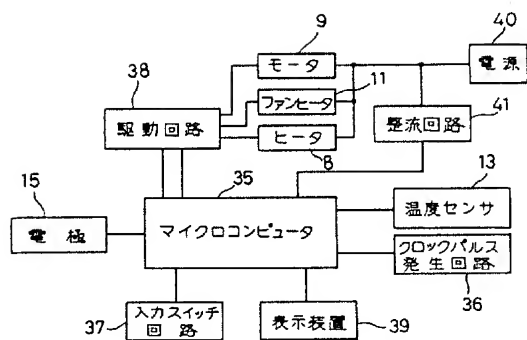 9
40
モータ
電源
38
11
ファンヒータ
駆動回路
整流回路
41
ヒータ
8
35
13
15
温度センサ
電極
マイクロコンピュータ
クロックパルス
発生回路
36
入力スイッチ
回路
37
表示装置
39